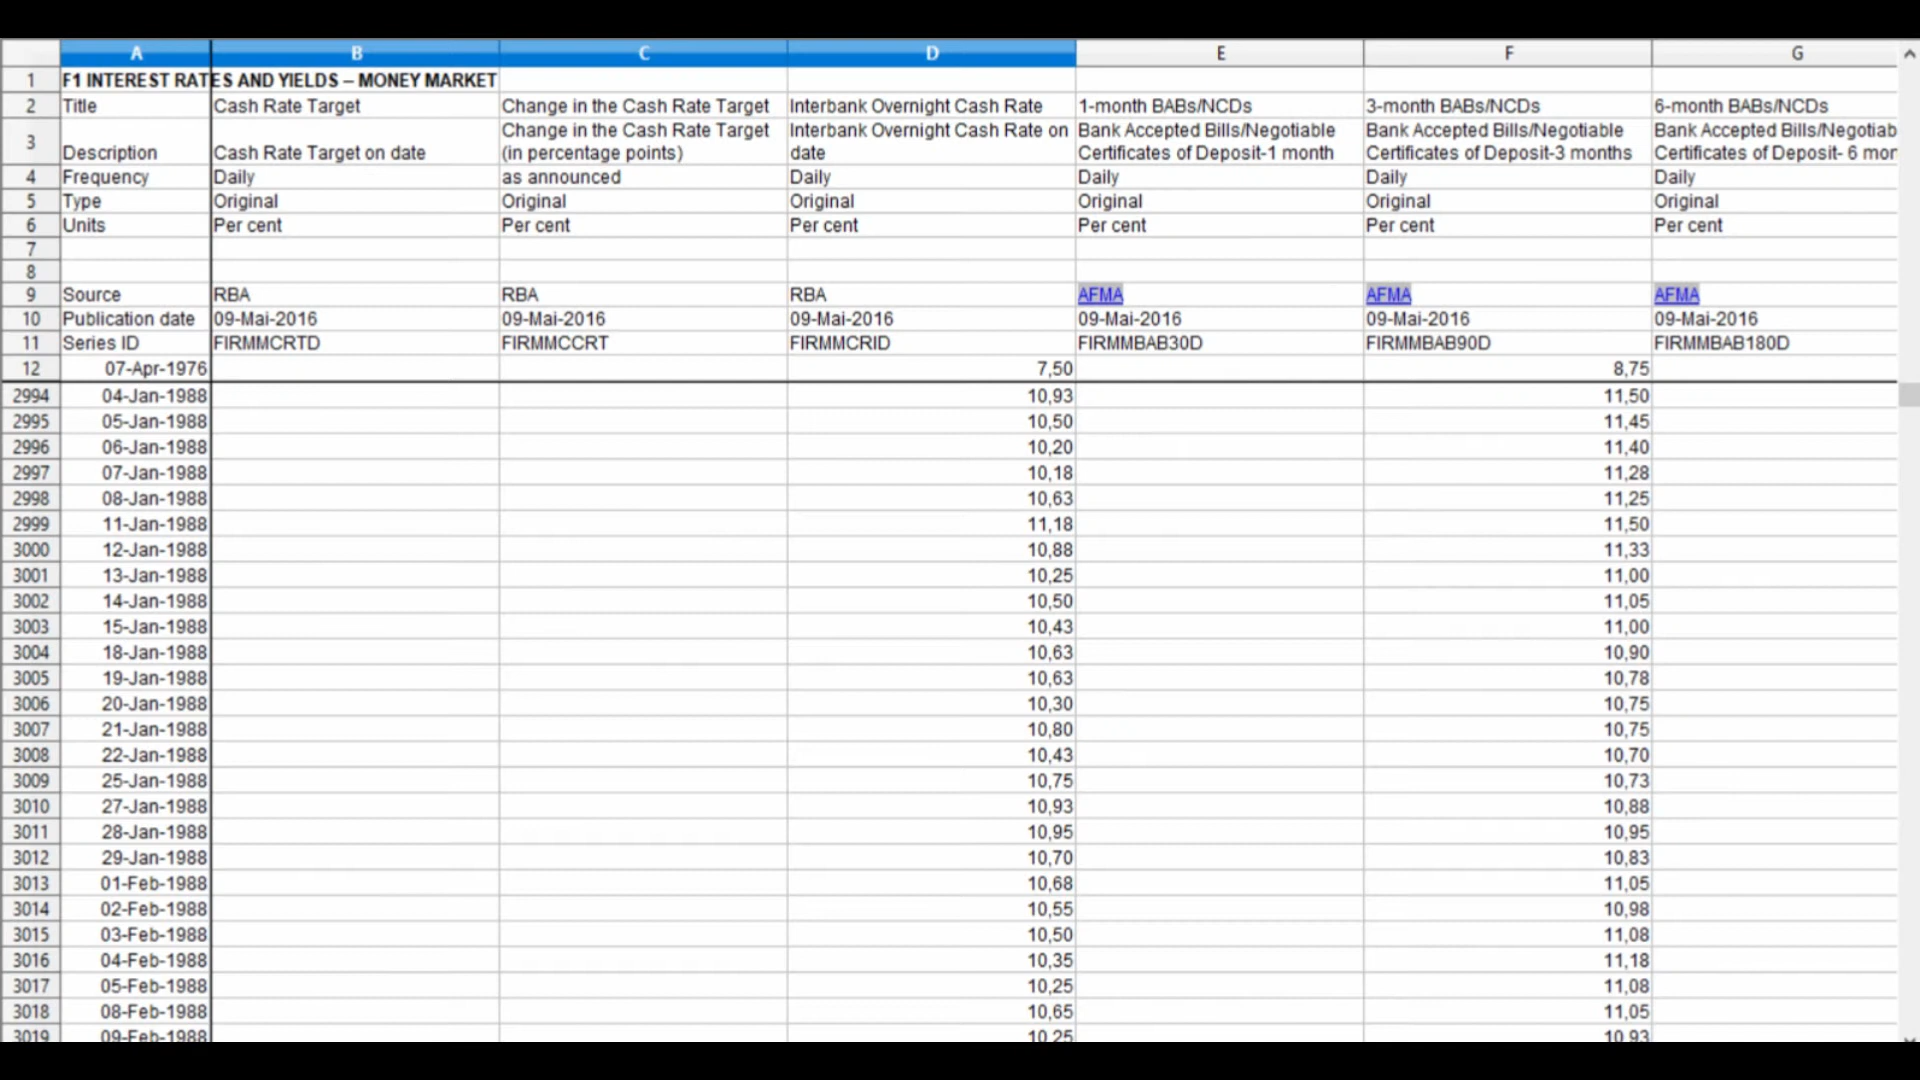 A B C D E F G
1 F1 INTEREST RATES AND YIELDS – MONEY MARKET
2 Title Cash Rate Target Change in the Cash Rate Target Interbank Overnight Cash Rate 1-month BABs/NCDs 3-month BABs/NCDs 6-month BABs/NCDs
Change in the Cash Rate Target Interbank Overnight Cash Rate on Bank Accepted Bills/Negotiable Bank Accepted Bills/Negotiable Bank Accepted Bills/Negotiab
3 Description Cash Rate Target on date (in percentage points) date Certificates of Deposit-1 month Certificates of Deposit-3 months Certificates of Deposit- 6 mon
4 Frequency Daily as announced Daily Daily Daily Daily
5 Type Original Original Original Original Original Original
6 Units Per cent Per cent Per cent Per cent Per cent Per cent
7
8
9 Source RBA RBA RBA AFMA AFMA AFMA
10 Publication date 09-Mai-2016 09-Mai-2016 09-Mai-2016 09-Mai-2016 09-Mai-2016 09-Mai-2016
11 Series ID FIRMMCRTD FIRMMCCRT FIRMMCRID FIRMMBAB30D FIRMMBAB90D FIRMMBAB180D
12 07-Apr-1976 7,50 8,75
2994 04-Jan-1988 10,93 11,50
2995 05-Jan-1988 10,50 11,45
2996 06-Jan-1988 10,20 11,40
2997 07-Jan-1988 10,18 11,28
2998 08-Jan-1988 10,63 11,25
2999 11-Jan-1988 11,18 11,50
3000 12-Jan-1988 10,88 11,33
3001 13-Jan-1988 10,25 11,00
3002 14-Jan-1988 10,50 11,05
3003 15-Jan-1988 10,43 11,00
3004 18-Jan-1988 10,63 10,90
3005 19-Jan-1988 10,63 10,78
3006 20-Jan-1988 10,30 10,75
3007 21-Jan-1988 10,80 10,75
3008 22-Jan-1988 10,43 10,70
3009 25-Jan-1988 10,75 10,73
3010 27-Jan-1988 10,93 10,88
3011 28-Jan-1988 10,95 10,95
3012 29-Jan-1988 10,70 10,83
3013 01-Feb-1988 10,68 11,05
3014 02-Feb-1988 10,55 10,98
3015 03-Feb-1988 10,50 11,08
3016 04-Feb-1988 10,35 11,18
3017 05-Feb-1988 10,25 11,08
3018 08-Feb-1988 10,65 11,05
3019 09-Feb-1988 10,25 10,93